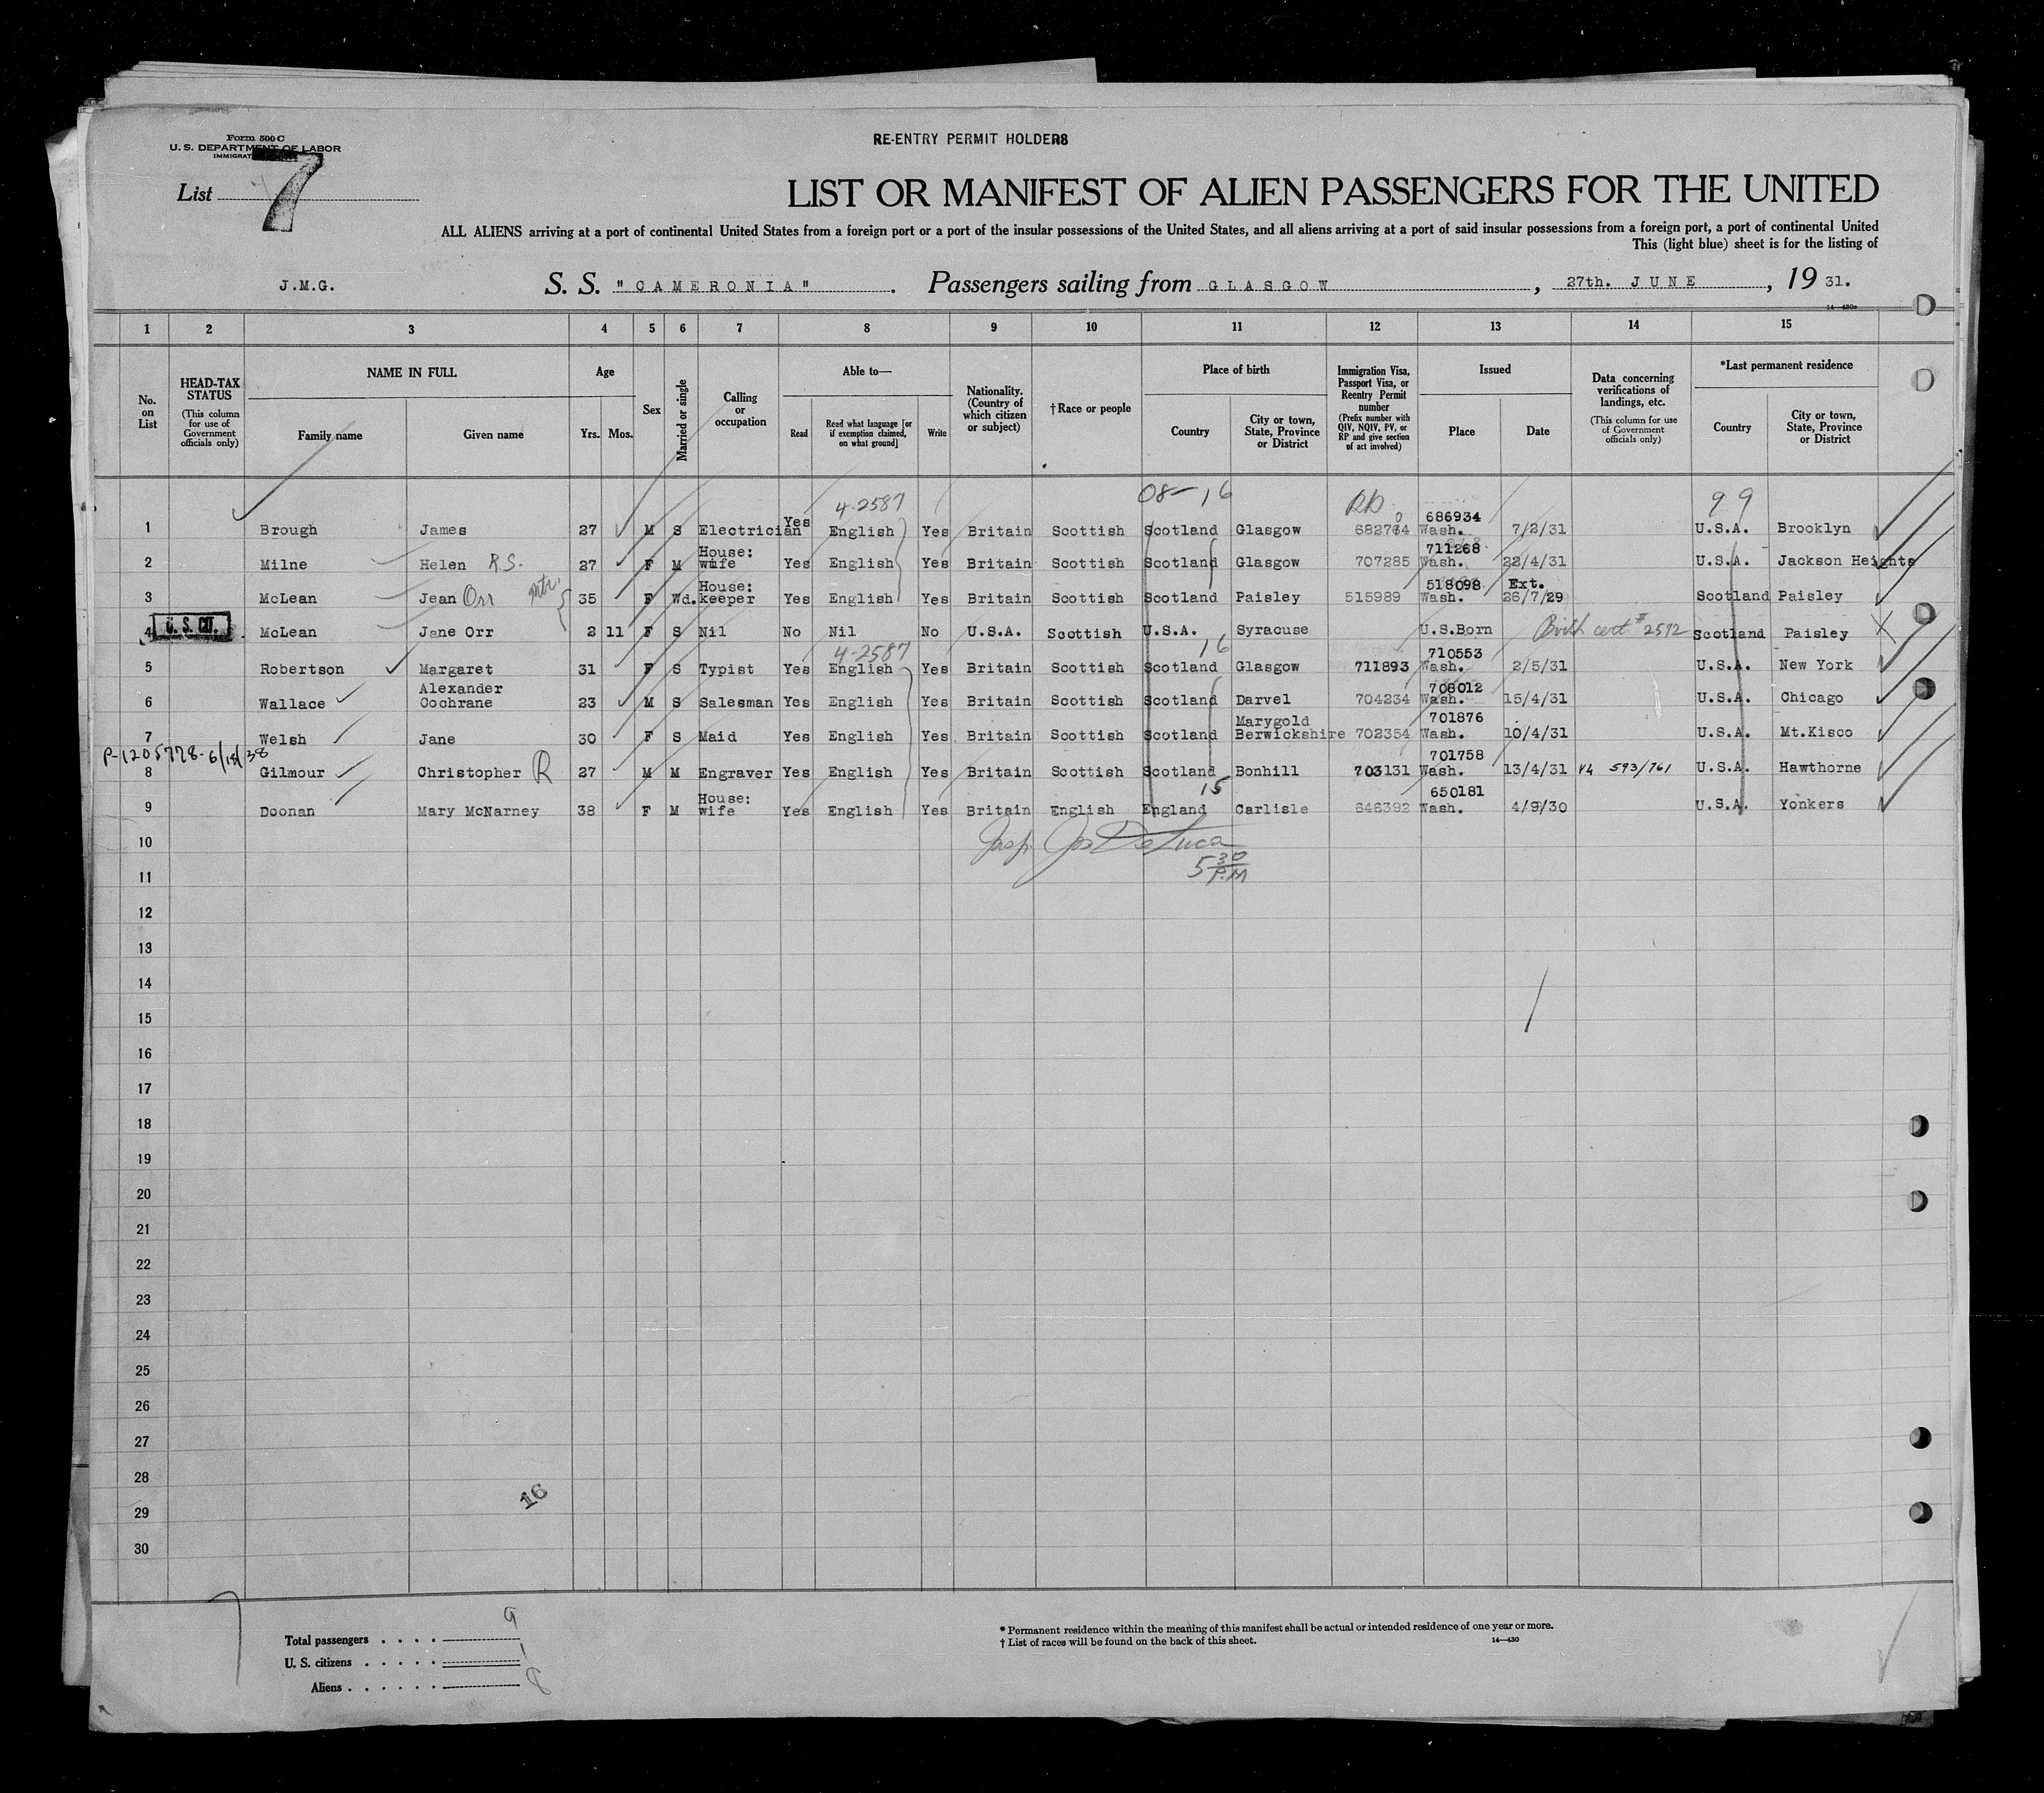 Form 500 C
U. S. DEPARTMENT OF LABOR
RE-ENTRY PERMIT HOLDERS
List 7
LIST OR MANIFEST OF ALIEN PASSENGERS FOR THE UNITED
ALL ALIENS arriving at a port of continental United States from a foreign port or a port of the insular possessions of the United States, and all aliens arriving at a port of said insular possessions from a foreign port, a port of continental United
This (light blue) sheet is for the listing of
J.M.G. S. S. "CAMERONIA". Passengers sailing from GLASGOW, 27th. JUNE, 19 31.
14—430a
1 2 3 4 5 6 7 8 9 10 11 12 13 14 15
No. on List
HEAD-TAX STATUS (This column for use of Government officials only)
NAME IN FULL
Family name Given name
Age
Yrs. Mos.
Sex
Married or single
Calling or occupation
Able to—
Read Read what language [or if exemption claimed, on what ground] Write
Nationality. (Country of which citizen or subject)
†Race or people
Place of birth
Country City or town, State, Province or District
Immigration Visa, Passport Visa, or Reentry Permit number (Prefix number with QIV, NQIV, PV, or RP and give section of act involved)
Issued
Place Date
Data concerning verifications of landings, etc. (This column for use of Government officials only)
*Last permanent residence
Country City or town, State, Province or District
4-2587 08-16 99
1 Brough James 27 M S Electrician Yes English Yes Britain Scottish Scotland Glasgow 686934 Wash. 7/2/31 U.S.A. Brooklyn
2 Milne Helen R.S. 27 F M House: wife Yes English Yes Britain Scottish Scotland Glasgow 707285 711268 Wash. 22/4/31 U.S.A. Jackson Heights
3 McLean Jean Orr 35 F Wd. House: keeper Yes English Yes Britain Scottish Scotland Paisley 515989 518098 Wash. Ext. 26/7/29 Scotland Paisley
4 U. S. CIT. McLean Jane Orr 2 11 F S Nil No Nil No U.S.A. Scottish U.S.A. Syracuse U.S.Born Birth cert # 2572 Scotland Paisley
4-2587 16
5 Robertson Margaret 31 F S Typist Yes English Yes Britain Scottish Scotland Glasgow 711893 710553 Wash. 2/5/31 U.S.A. New York
6 Wallace Alexander Cochrane 23 M S Salesman Yes English Yes Britain Scottish Scotland Darvel 704234 708012 Wash. 15/4/31 U.S.A. Chicago
7 Welsh Jane 30 F S Maid Yes English Yes Britain Scottish Scotland Marygold Berwickshire 702354 701876 Wash. 10/4/31 U.S.A. Mt.Kisco
P-1205778-6/18/38
8 Gilmour Christopher R 27 M M Engraver Yes English Yes Britain Scottish Scotland Bonhill 703131 701758 Wash. 13/4/31 V4 593/761 U.S.A. Hawthorne
15
9 Doonan Mary McNarney 38 F M House: wife Yes English Yes Britain English England Carlisle 646392 650181 Wash. 4/9/30 U.S.A. Yonkers
10 Insp. Jos DeLuca
5 30 P.M
11
12
13
14
15
16
17
18
19
20
21
22
23
24
25
26
27
28
29
16
30
Total passengers 9
U. S. citizens 1
Aliens 8
* Permanent residence within the meaning of this manifest shall be actual or intended residence of one year or more.
† List of races will be found on the back of this sheet.
14—430